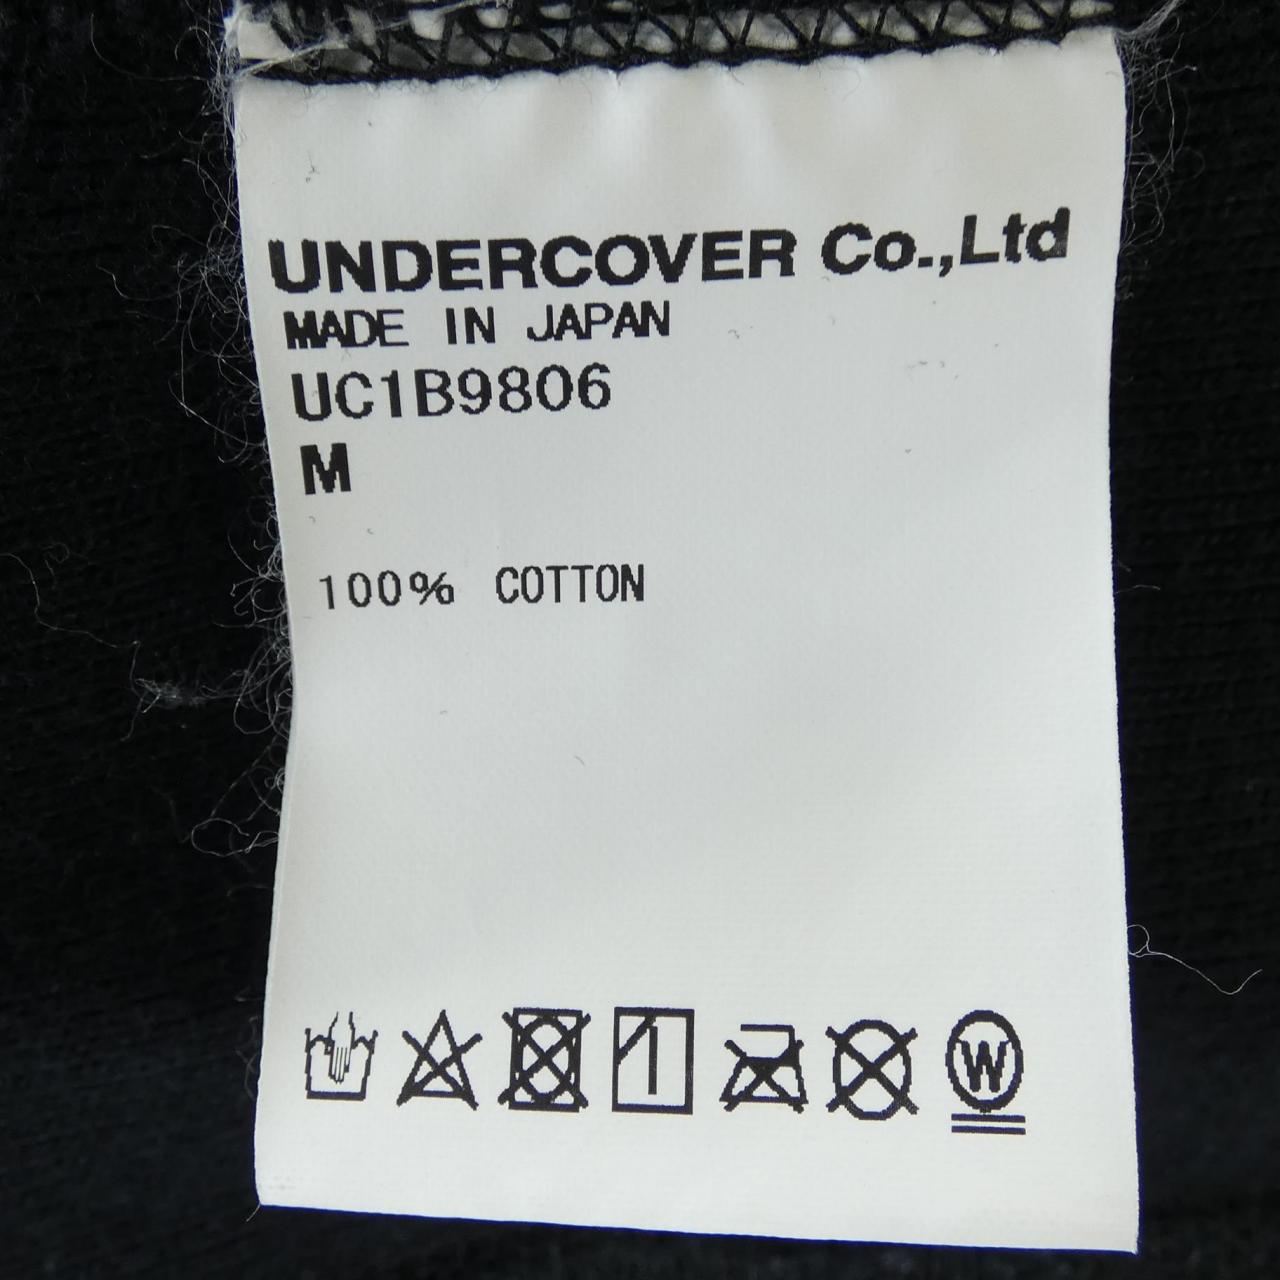 UNDERCOVER Co.,Ltd
MADE IN JAPAN
UC1B9806
M
100% COTTON
W